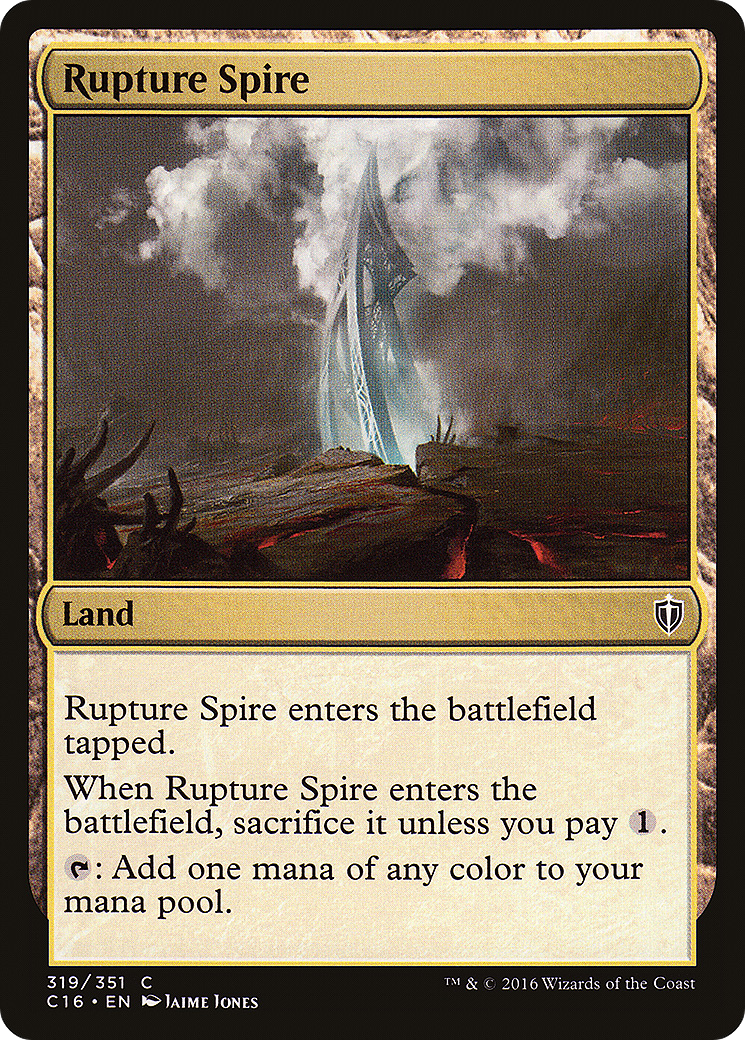 Rupture Spire
Land
Rupture Spire enters the battlefield
tapped.
When Rupture Spire enters the
battlefield, sacrifice it unless you pay 1.
: Add one mana of any color to your
mana pool.
319/351 C
C16 • EN Jaime Jones
™ & © 2016 Wizards of the Coast